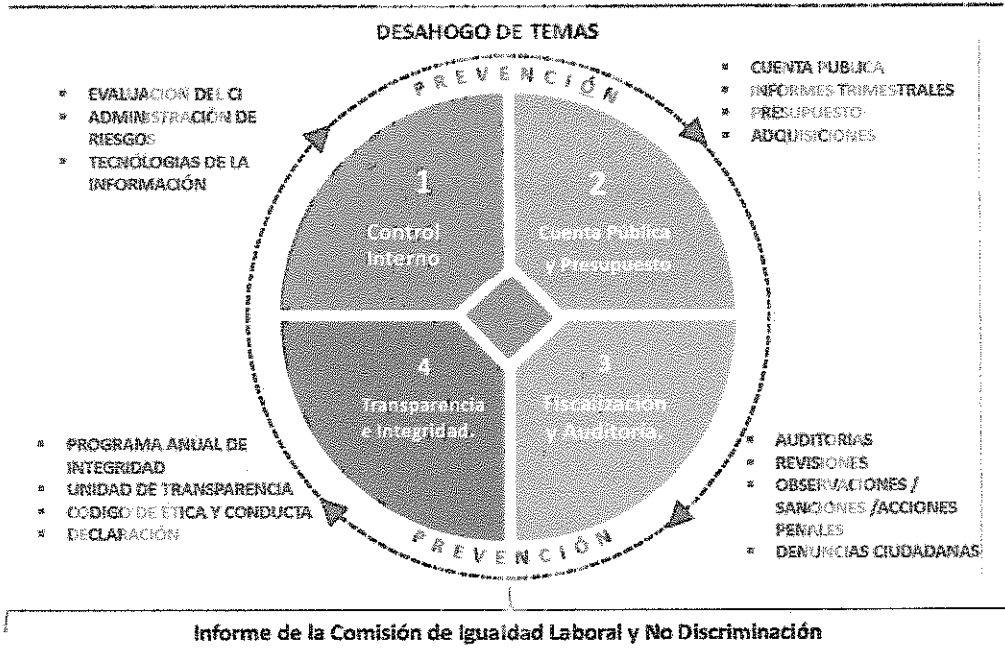 DESAHOGO DE TEMAS
PREVENCIÓN
EVALUACION DEL CI
ADMINISTRACIÓN DE
RIESGOS
TECNOLOGIAS DE LA
INFORMACIÓN
CUENTA PUBLICA
INFORMES TRIMESTRALES
PRESUPUESTO
ADQUISICIONES
1
Control
Interno
2
Cuenta Pública
y Presupuesto
4
Transparencia
e Integridad.
3
Fiscalización
y Auditoria.
PROGRAMA ANUAL DE
INTEGRIDAD
UNIDAD DE TRANSPARENCIA
CODIGO DE ÉTICA Y CONDUCTA
DECLARACIÓN
AUDITORIAS
REVISIONES
OBSERVACIONES /
SANCIONES /ACCIONES
PENALES
DENUNCIAS CIUDADANAS
PREVENCIÓN
Informe de la Comisión de Igualdad Laboral y No Discriminación